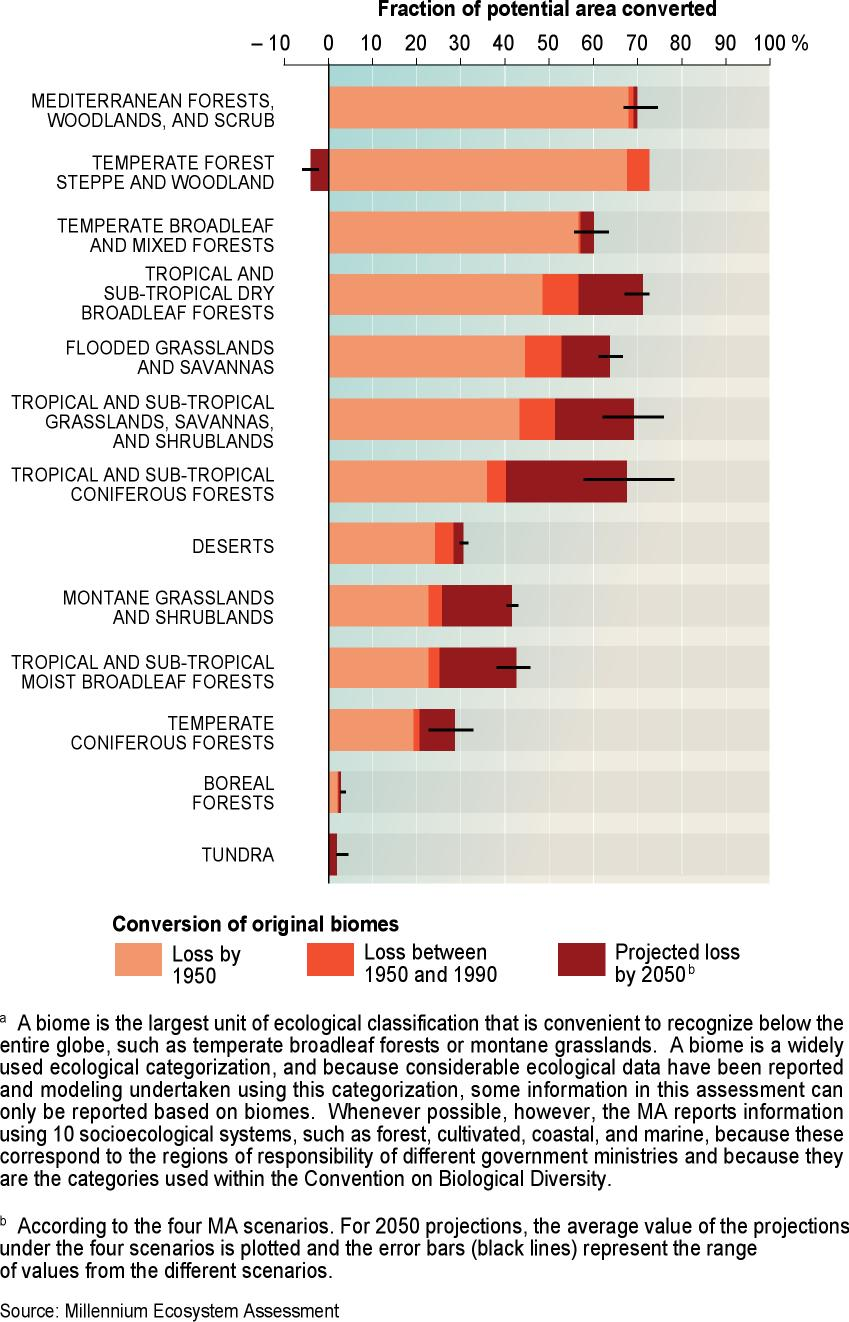 Fraction of potential area converted
– 10 0 10 20 30 40 50 60 70 80 90 100 %
MEDITERRANEAN FORESTS,
WOODLANDS, AND SCRUB
TEMPERATE FOREST
STEPPE AND WOODLAND
TEMPERATE BROADLEAF
AND MIXED FORESTS
TROPICAL AND
SUB-TROPICAL DRY
BROADLEAF FORESTS
FLOODED GRASSLANDS
AND SAVANNAS
TROPICAL AND SUB-TROPICAL
GRASSLANDS, SAVANNAS,
AND SHRUBLANDS
TROPICAL AND SUB-TROPICAL
CONIFEROUS FORESTS
DESERTS
MONTANE GRASSLANDS
AND SHRUBLANDS
TROPICAL AND SUB-TROPICAL
MOIST BROADLEAF FORESTS
TEMPERATE
CONIFEROUS FORESTS
BOREAL
FORESTS
TUNDRA
Conversion of original biomes
Loss by
1950
Loss between
1950 and 1990
Projected loss
by 2050 b
a A biome is the largest unit of ecological classification that is convenient to recognize below the
entire globe, such as temperate broadleaf forests or montane grasslands. A biome is a widely
used ecological categorization, and because considerable ecological data have been reported
and modeling undertaken using this categorization, some information in this assessment can
only be reported based on biomes. Whenever possible, however, the MA reports information
using 10 socioecological systems, such as forest, cultivated, coastal, and marine, because these
correspond to the regions of responsibility of different government ministries and because they
are the categories used within the Convention on Biological Diversity.
b According to the four MA scenarios. For 2050 projections, the average value of the projections
under the four scenarios is plotted and the error bars (black lines) represent the range
of values from the different scenarios.
Source: Millennium Ecosystem Assessment